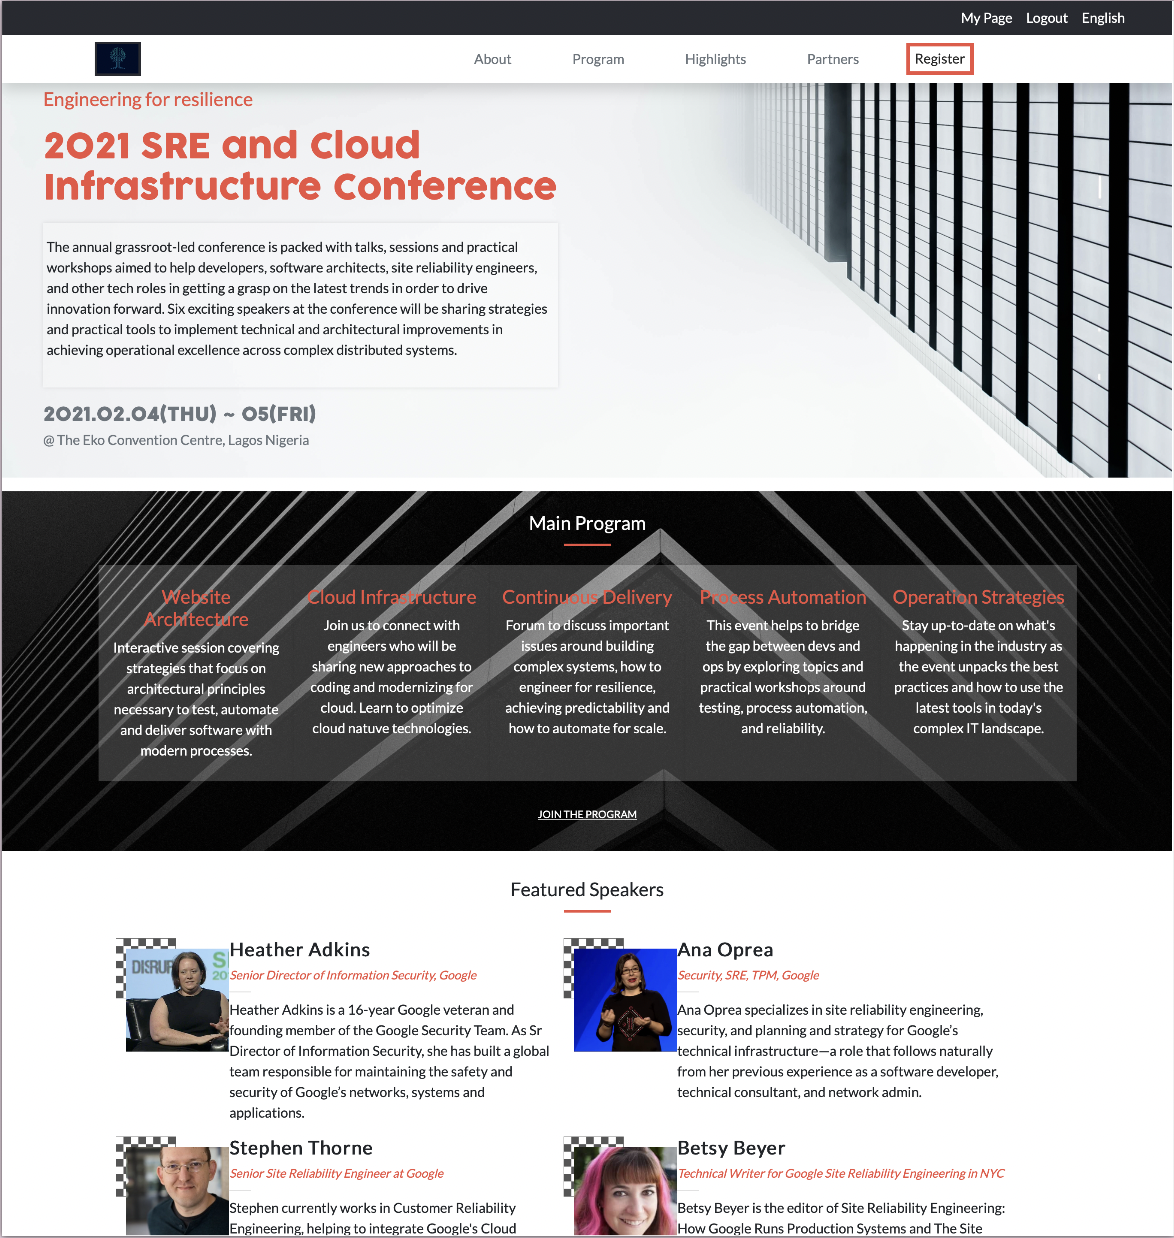 My Page Logout English
About Program Highlights Partners Register
Engineering for resilience
2021 SRE and Cloud
Infrastructure Conference
The annual grassroot-led conference is packed with talks, sessions and practical
workshops aimed to help developers, software architects, site reliability engineers,
and other tech roles in getting a grasp on the latest trends in order to drive
innovation forward. Six exciting speakers at the conference will be sharing strategies
and practical tools to implement technical and architectural improvements in
achieving operational excellence across complex distributed systems.
2021.02.04(THU) ~ 05(FRI)
@ The Eko Convention Centre, Lagos Nigeria
Main Program
Website
Architecture
Interactive session covering
strategies that focus on
architectural principles
necessary to test, automate
and deliver software with
modern processes.
Cloud Infrastructure
Join us to connect with
engineers who will be
sharing new approaches to
coding and modernizing for
cloud. Learn to optimize
cloud natuve technologies.
Continuous Delivery
Forum to discuss important
issues around building
complex systems, how to
engineer for resilience,
achieving predictability and
how to automate for scale.
Process Automation
This event helps to bridge
the gap between devs and
ops by exploring topics and
practical workshops around
testing, process automation,
and reliability.
Operation Strategies
Stay up-to-date on what's
happening in the industry as
the event unpacks the best
practices and how to use the
latest tools in today's
complex IT landscape.
JOIN THE PROGRAM
Featured Speakers
DISRUP
S
20
Heather Adkins
Senior Director of Information Security, Google
Heather Adkins is a 16-year Google veteran and
founding member of the Google Security Team. As Sr
Director of Information Security, she has built a global
team responsible for maintaining the safety and
security of Google’s networks, systems and
applications.
Ana Oprea
Security, SRE, TPM, Google
Ana Oprea specializes in site reliability engineering,
security, and planning and strategy for Google’s
technical infrastructure—a role that follows naturally
from her previous experience as a software developer,
technical consultant, and network admin.
Stephen Thorne
Senior Site Reliability Engineer at Google
Stephen currently works in Customer Reliability
Engineering, helping to integrate Google's Cloud
Betsy Beyer
Technical Writer for Google Site Reliability Engineering in NYC
Betsy Beyer is the editor of Site Reliability Engineering:
How Google Runs Production Systems and The Site